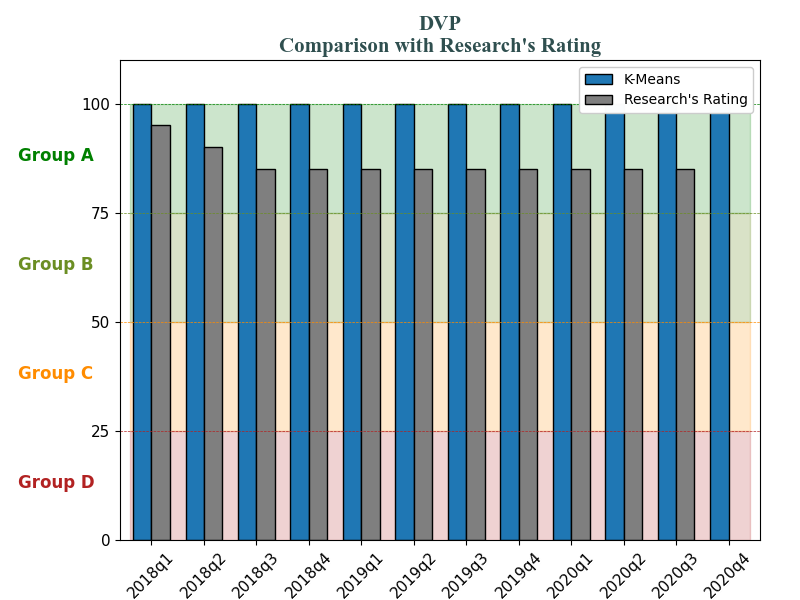 DVP
Comparison with Research's Rating
K-Means
Research's Rating
100
75
50
25
0
Group A
Group B
Group C
Group D
2018q1
2018q2
2018q3
2018q4
2019q1
2019q2
2019q3
2019q4
2020q1
2020q2
2020q3
2020q4